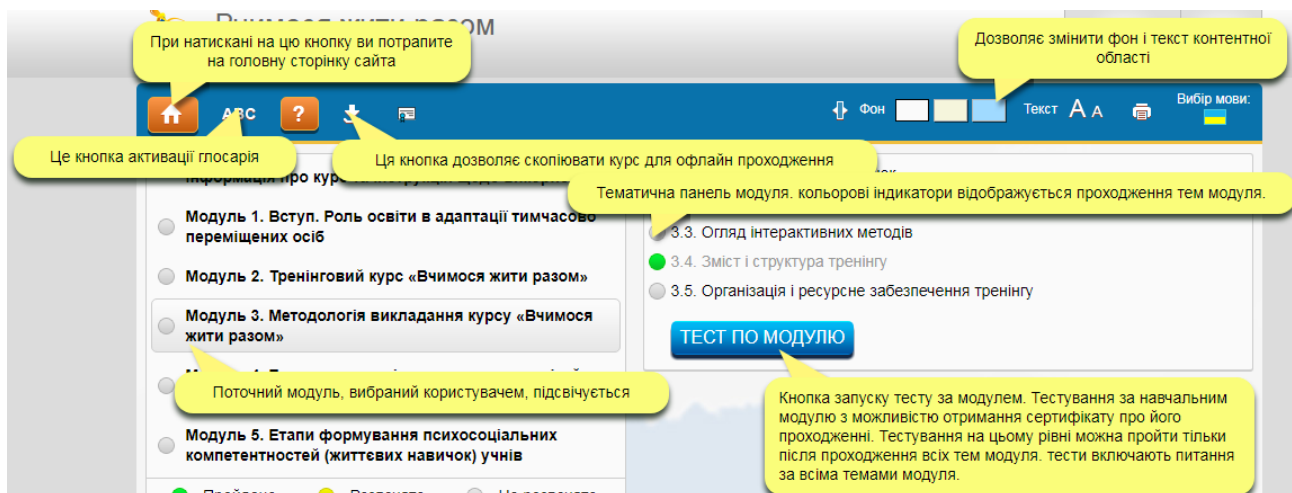 При натискані на цю кнопку ви потрапите
на головну сторінку сайта
Дозволяє змінити фон і текст контентної
області
ABC
?
Фон
Текст A A
Вибір мови:
Це кнопка активації глосарія
Ця кнопка дозволяє скопіювати курс для офлайн проходження
Тематична панель модуля. кольорові індикатори відображується проходження тем модуля.
Модуль 1. Вступ. Роль освіти в адаптації тимчасово
переміщених осіб
Модуль 2. Тренінговий курс «Вчимося жити разом»
Модуль 3. Методологія викладання курсу «Вчимося
жити разом»
Поточний модуль, вибраний користувачем, підсвічується
Модуль 5. Етапи формування психосоціальних
компетентностей (життєвих навичок) учнів
3.3. Огляд інтерактивних методів
3.4. Зміст і структура тренінгу
3.5. Організація і ресурсне забезпечення тренінгу
ТЕСТ ПО МОДУЛЮ
Кнопка запуску тесту за модулем. Тестування за навчальним
модулю з можливістю отримання сертифікату про його
проходженні. Тестування на цьому рівні можна пройти тільки
після проходження всіх тем модуля. тести включають питання
за всіма темами модуля.